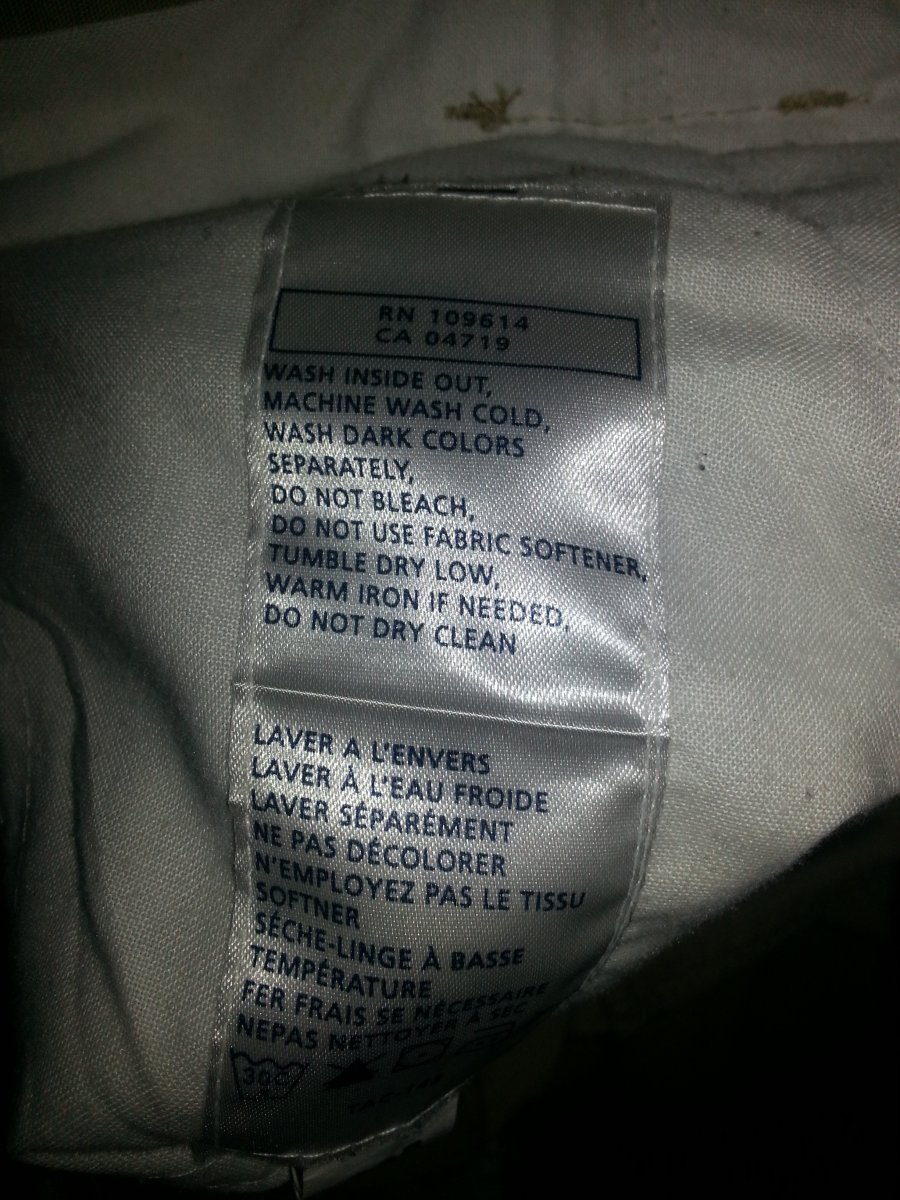 RN 109614
CA 04719
WASH INSIDE OUT,
MACHINE WASH COLD,
WASH DARK COLORS
SEPARATELY,
DO NOT BLEACH,
DO NOT USE FABRIC SOFTENER,
TUMBLE DRY LOW,
WARM IRON IF NEEDED,
DO NOT DRY CLEAN
LAVER A L'ENVERS
LAVER À L'EAU FROIDE
LAVER SÉPARÉMENT
NE PAS DÉCOLORER
N'EMPLOYEZ PAS LE TISSU
SOFTNER
SÉCHE-LINGE À BASSE
TEMPÉRATURE
FER FRAIS SE NÉCESSAIRE
NEPAS NETTOYER A SEC
30C